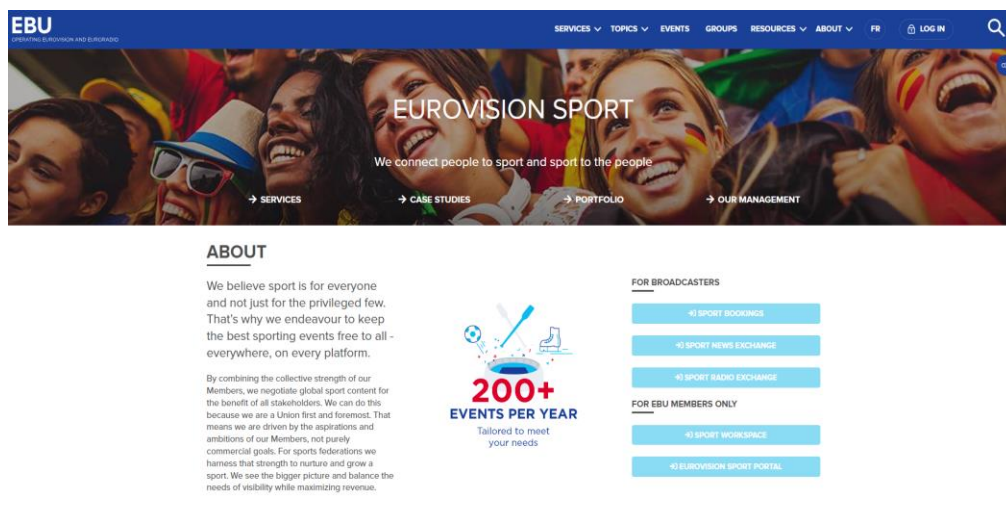 EBU
OPERATING EUROVISION AND EURORADIO
SERVICES TOPICS EVENTS GROUPS RESOURCES ABOUT FR LOG IN
EUROVISION SPORT
We connect people to sport and sport to the people
→ SERVICES → CASE STUDIES → PORTFOLIO → OUR MANAGEMENT
ABOUT
We believe sport is for everyone
and not just for the privileged few.
That's why we endeavour to keep
the best sporting events free to all -
everywhere, on every platform.
By combining the collective strength of our
Members, we negotiate global sport content for
the benefit of all stakeholders. We can do this
because we are a Union first and foremost. That
means we are driven by the aspirations and
ambitions of our Members, not purely
commercial goals. For sports federations we
harness that strength to nurture and grow a
sport. We see the bigger picture and balance the
needs of visibility while maximizing revenue.
200+
EVENTS PER YEAR
Tailored to meet
your needs
FOR BROADCASTERS
SPORT BOOKINGS
SPORT NEWS EXCHANGE
SPORT RADIO EXCHANGE
FOR EBU MEMBERS ONLY
SPORT WORKSPACE
EUROVISION SPORT PORTAL